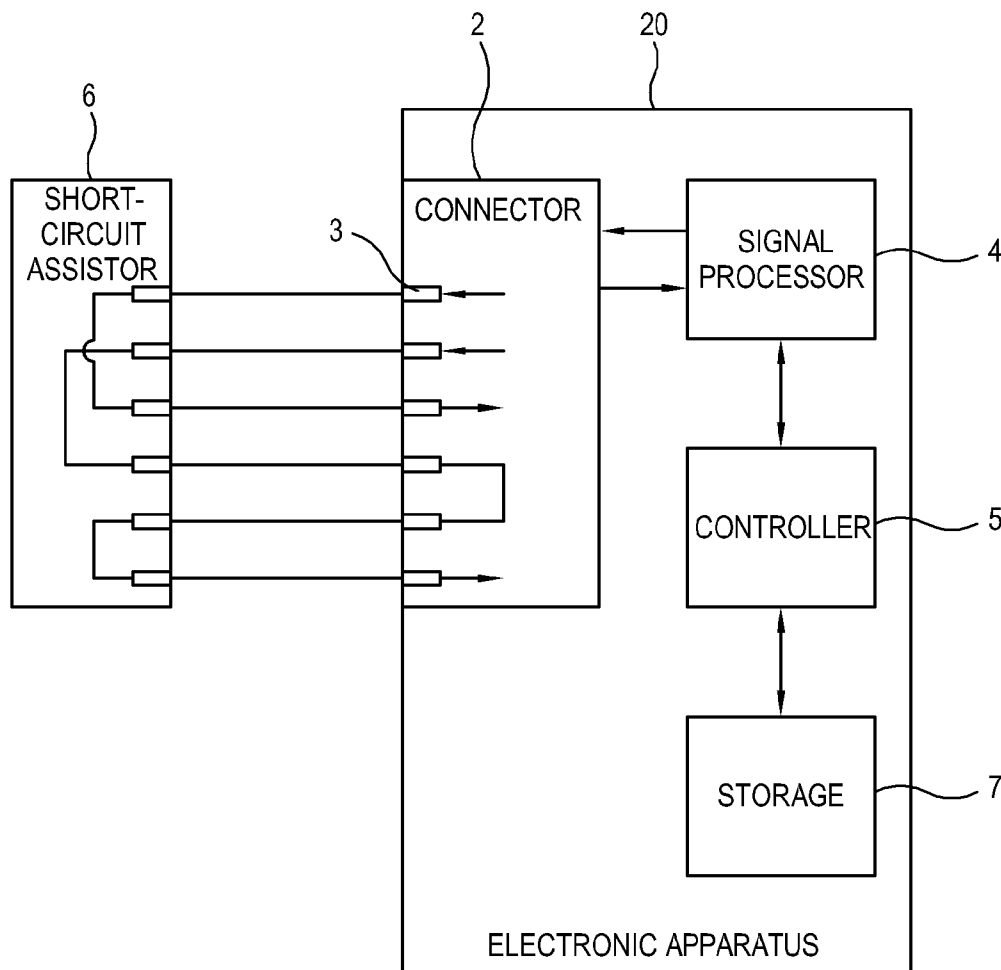 20
2
6
SHORT-
CIRCUIT
ASSISTOR
CONNECTOR
3
SIGNAL
PROCESSOR
4
CONTROLLER
5
STORAGE
7
ELECTRONIC APPARATUS